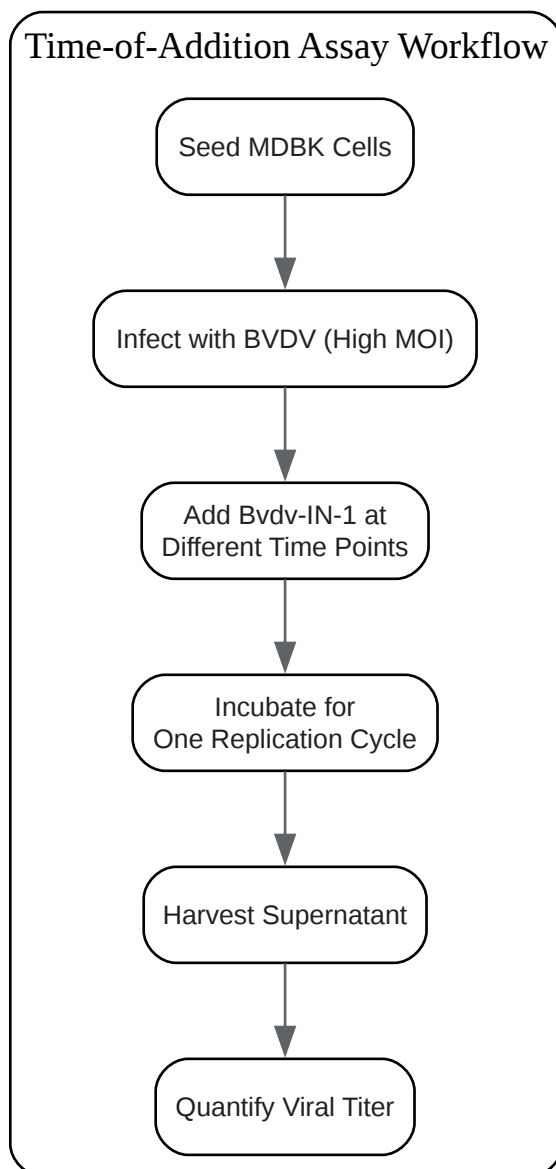 Time-of-Addition Assay Workflow
Seed MDBK Cells
Infect with BVDV (High MOI)
Add Bvdv-IN-1 at
Different Time Points
Incubate for
One Replication Cycle
Harvest Supernatant
Quantify Viral Titer